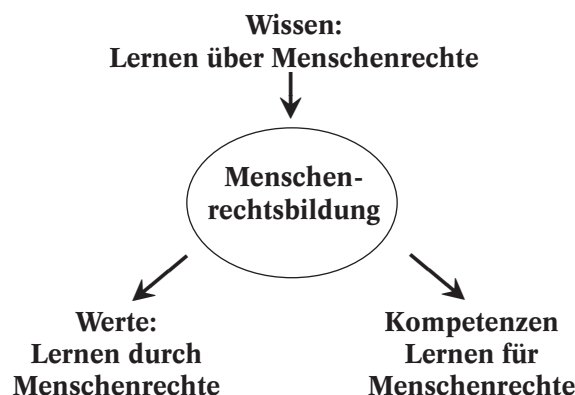 Wissen:
Lernen über Menschenrechte
Menschen-
rechtsbildung
Werte:
Lernen durch
Menschenrechte
Kompetenzen
Lernen für
Menschenrechte